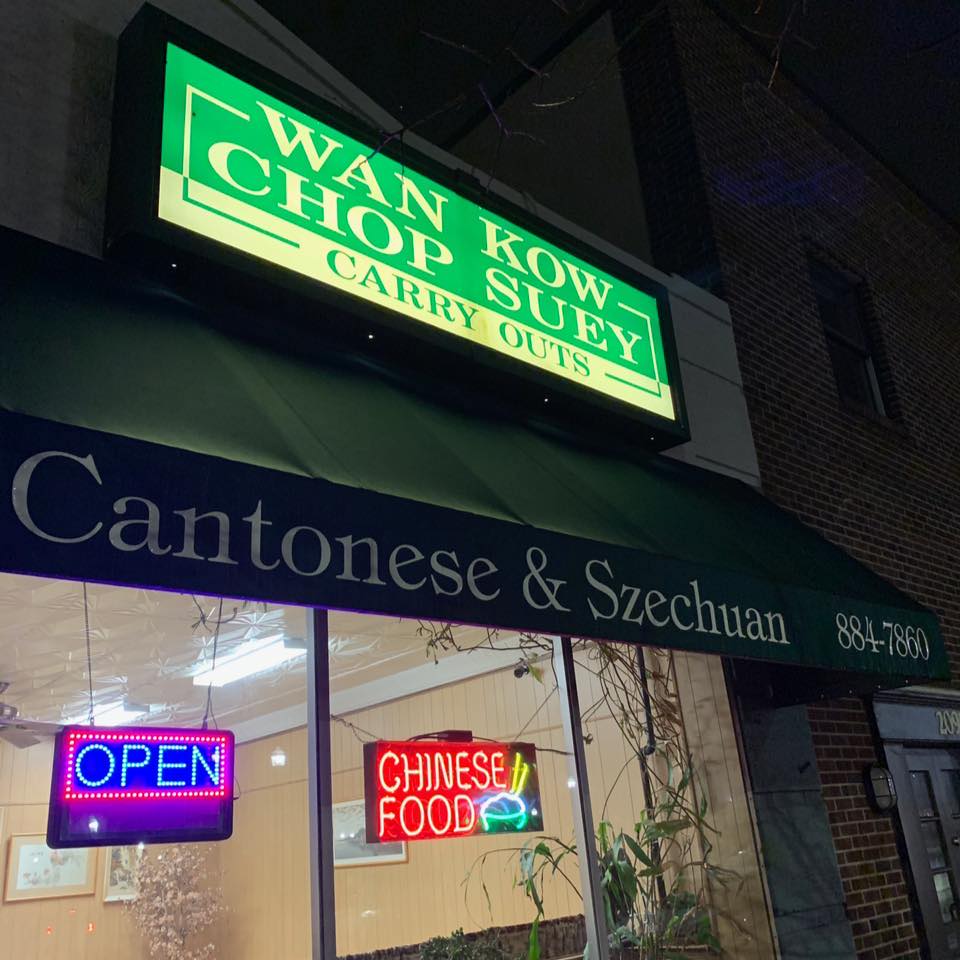 WAN KOW
CHOP SUEY
CARRY OUTS
Cantonese & Szechuan 884-7860
OPEN
CHINESE
FOOD